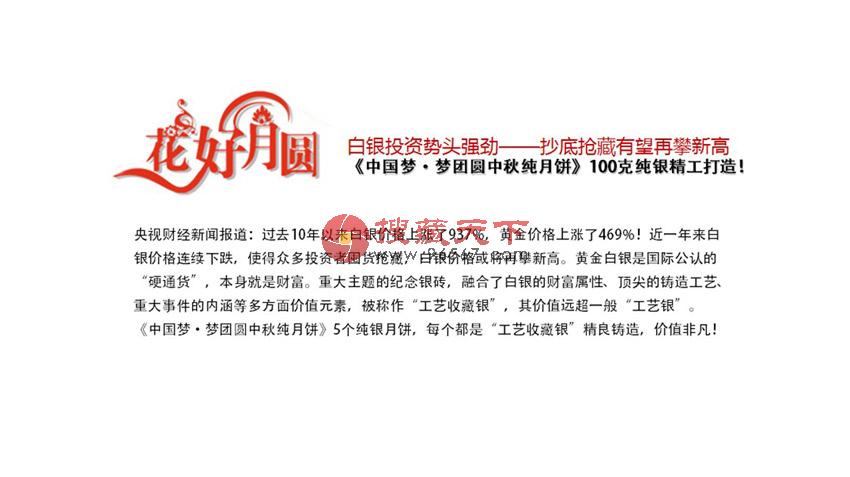 花好月圆
白银投资势头强劲——抄底抢藏有望再攀新高
《中国梦·梦团圆中秋纯月饼》100克纯银精工打造！
央视财经新闻报道：过去10年以来白银价格上涨了937%，黄金价格上涨了469%！近一年来白
银价格连续下跌，使得众多投资者囤货抢藏，白银价格或将再攀新高。黄金白银是国际公认的
“硬通货”，本身就是财富。重大主题的纪念银砖，融合了白银的财富属性、顶尖的铸造工艺、
重大事件的内涵等多方面价值元素，被称作“工艺收藏银”，其价值远超一般“工艺银”。
《中国梦·梦团圆中秋纯月饼》5个纯银月饼，每个都是“工艺收藏银”精良铸造，价值非凡！
搜藏天下
www.96567.com